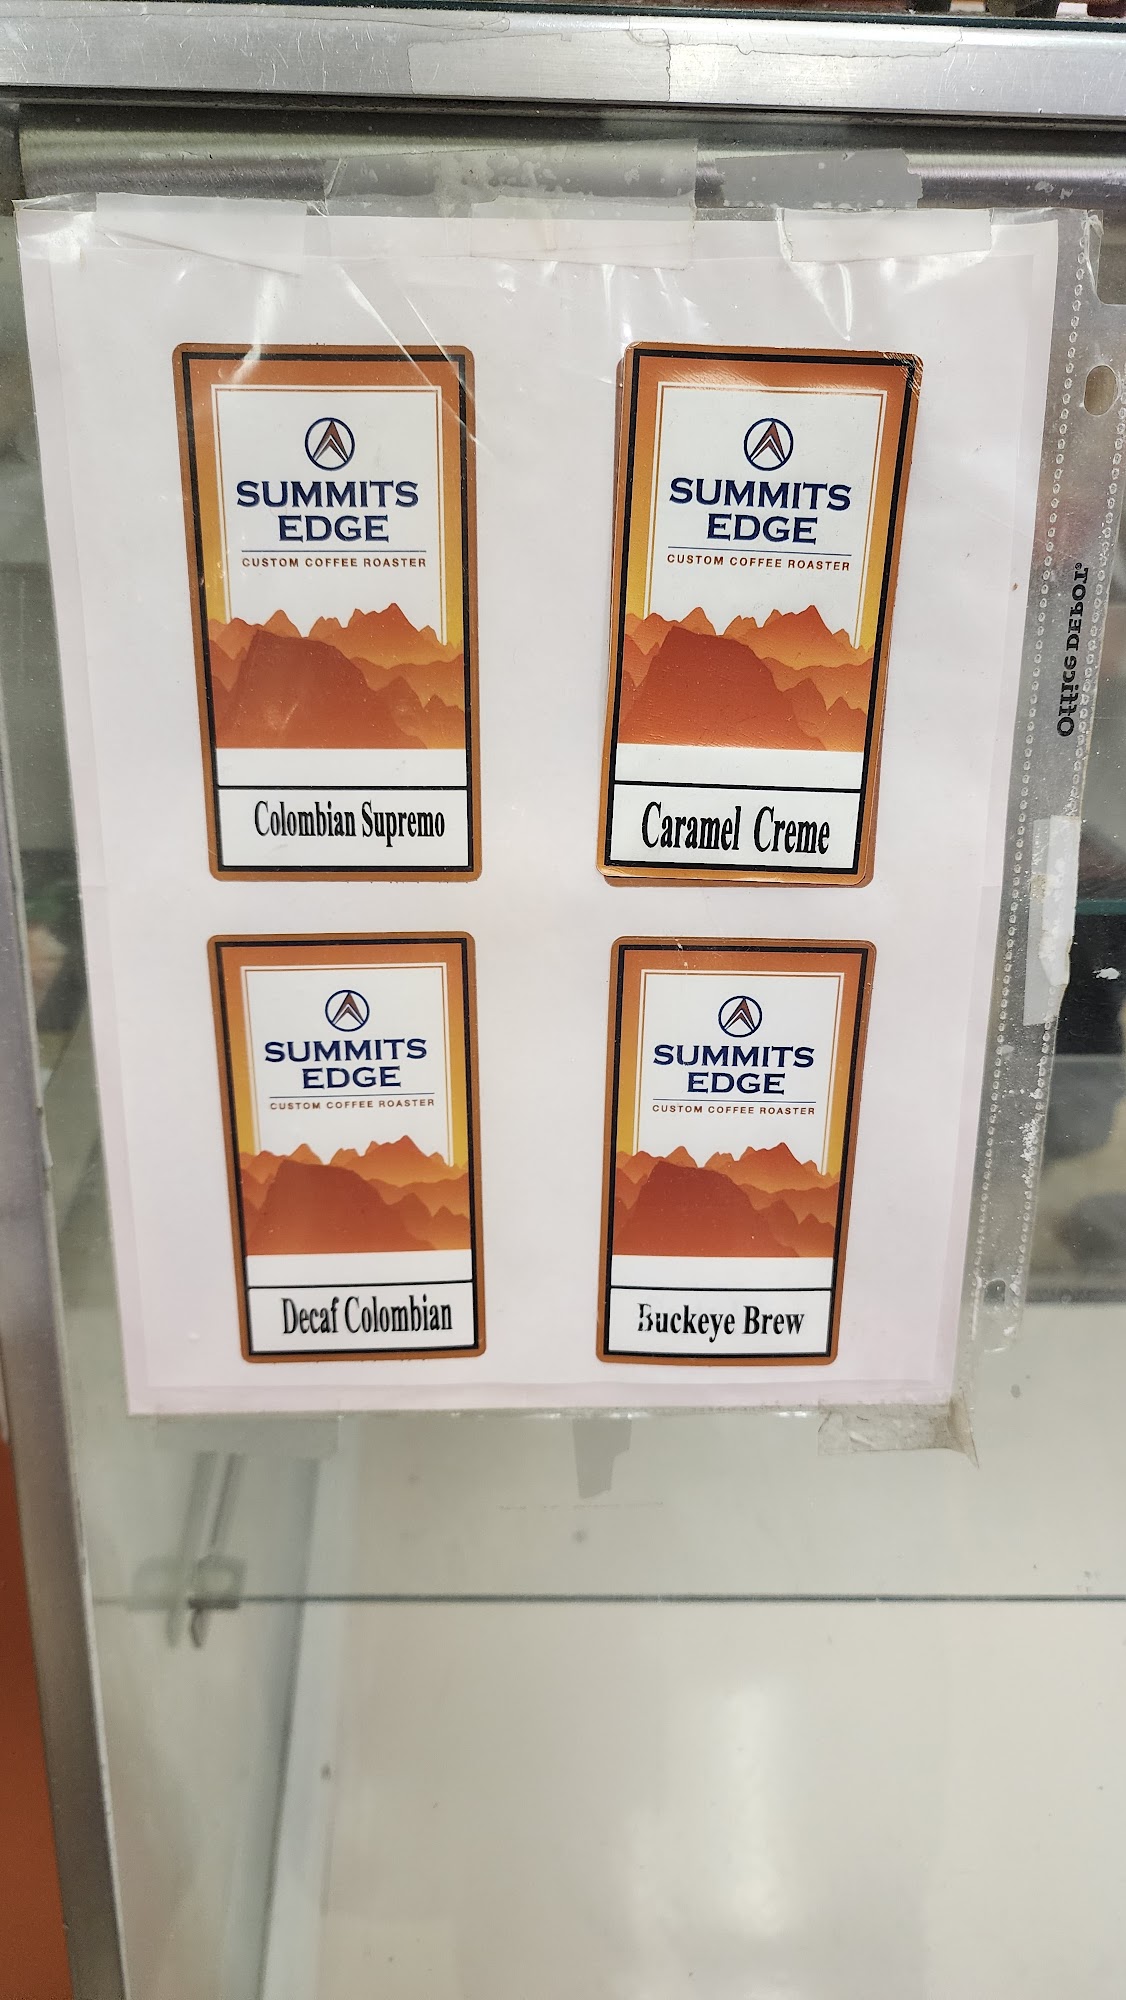 SUMMITS
EDGE
CUSTOM COFFEE ROASTER
Colombian Supremo
SUMMITS
EDGE
CUSTOM COFFEE ROASTER
Caramel Creme
SUMMITS
EDGE
CUSTOM COFFEE ROASTER
Decaf Colombian
SUMMITS
EDGE
CUSTOM COFFEE ROASTER
Buckeye Brew
Office DEPOT